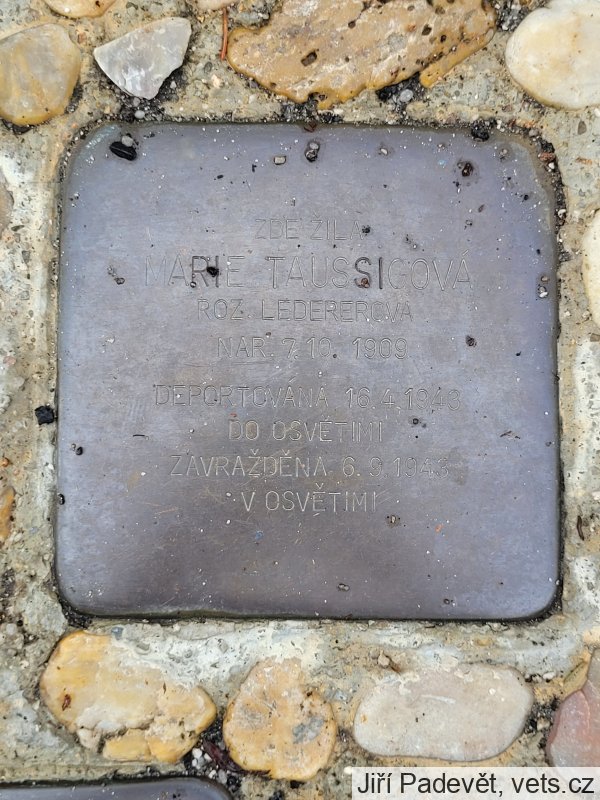 ZDE ŽILA
MARIE TAUSSIGOVÁ
ROZ. LEDEREROVÁ
NAR. 7.10. 1909
DEPORTOVÁNA 16.4.1943
DO OSVĚTIMI
ZAVRAŽDĚNA 6.9.1943
V OSVĚTIMI
Jiří Padevět, vets.cz